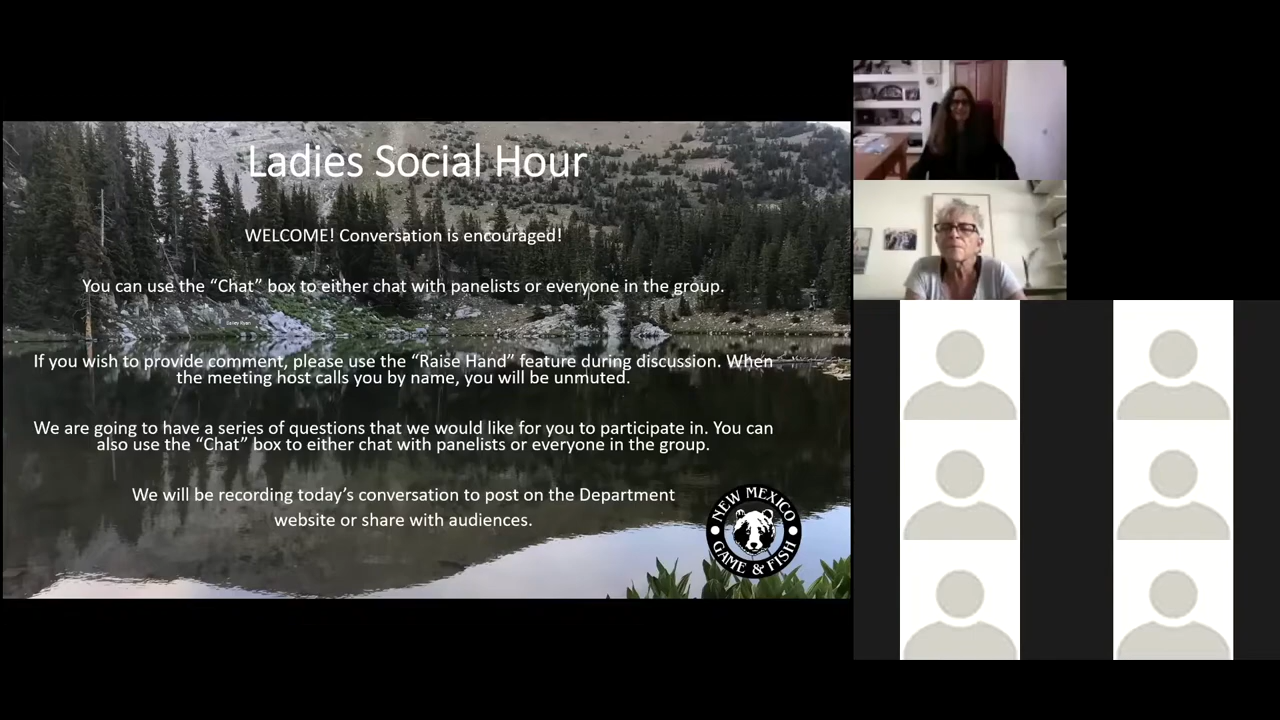 Ladies Social Hour
WELCOME! Conversation is encouraged!
You can use the “Chat” box to either chat with panelists or everyone in the group.
If you wish to provide comment, please use the “Raise Hand” feature during discussion. When
the meeting host calls you by name, you will be unmuted.
We are going to have a series of questions that we would like for you to participate in. You can
also use the “Chat” box to either chat with panelists or everyone in the group.
We will be recording today’s conversation to post on the Department
website or share with audiences.
NEW MEXICO
GAME & FISH